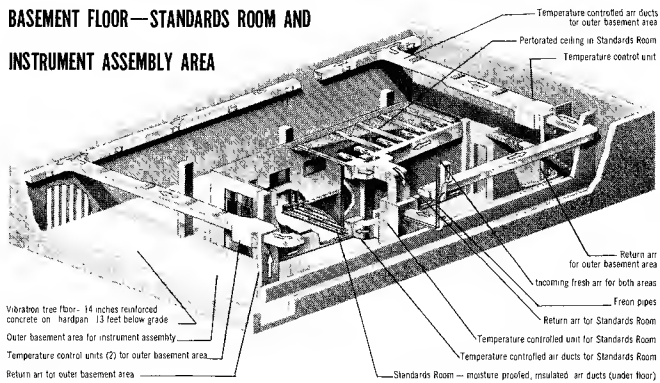 BASEMENT FLOOR—STANDARDS ROOM AND
INSTRUMENT ASSEMBLY AREA
Temperature controlled air ducts
for outer basement area
Perforated ceiling in Standards Room
Temperature control unit
Return air
for outer basement area
Incoming fresh air for both areas
Freon pipes
Return air for Standards Room
Temperature controlled unit for Standards Room
Temperature controlled air ducts for Standards Room
Standards Room — moisture proofed, insulated air ducts (under floor)
Vibration free floor- 14 inches reinforced
concrete on hardpan 13 feet below grade
Outer basement area for instrument assembly
Temperature control units (2) for outer basement area
Return air for outer basement area